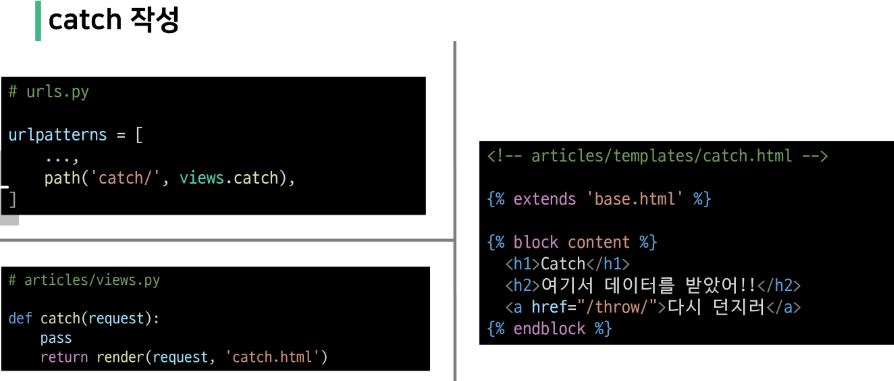 catch 작성
# urls.py
urlpatterns = [
    ...,
    path('catch/', views.catch),
]
# articles/views.py
def catch(request):
    pass
    return render(request, 'catch.html')
<!-- articles/templates/catch.html -->
{% extends 'base.html' %}
{% block content %}
  <h1>Catch</h1>
  <h2>여기서 데이터를 받았어!!</h2>
  <a href="/throw/">다시 던지러</a>
{% endblock %}